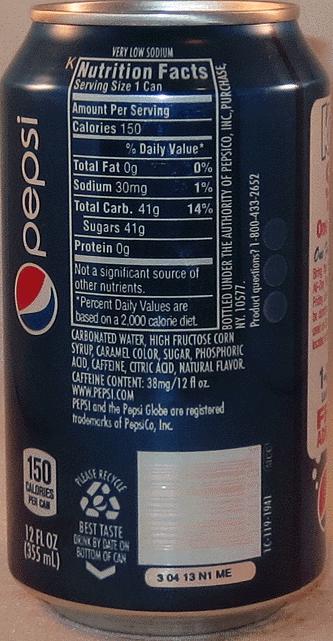 VERY LOW SODIUM
K
Nutrition Facts
Serving Size 1 Can
Amount Per Serving
Calories 150
% Daily Value*
Total Fat 0g 0%
Sodium 30mg 1%
Total Carb. 41g 14%
Sugars 41g
Protein 0g
Not a significant source of
other nutrients.
*Percent Daily Values are
based on a 2,000 calorie diet.
CARBONATED WATER, HIGH FRUCTOSE CORN
SYRUP, CARAMEL COLOR, SUGAR, PHOSPHORIC
ACID, CAFFEINE, CITRIC ACID, NATURAL FLAVOR.
CAFFEINE CONTENT: 38mg/12 fl oz.
WWW.PEPSI.COM
PEPSI and the Pepsi Globe are registered
trademarks of PepsiCo, Inc.
BOTTLED UNDER THE AUTHORITY OF PEPSICO, INC, PURCHASE,
NY. 10577.
Product questions? 1-800-433-2652
pepsi
150
CALORIES
PER CAN
12 FL OZ
(355 mL)
PLEASE RECYCLE
BEST TASTE
DRINK BY DATE ON
BOTTOM OF CAN
3 04 13 N1 ME